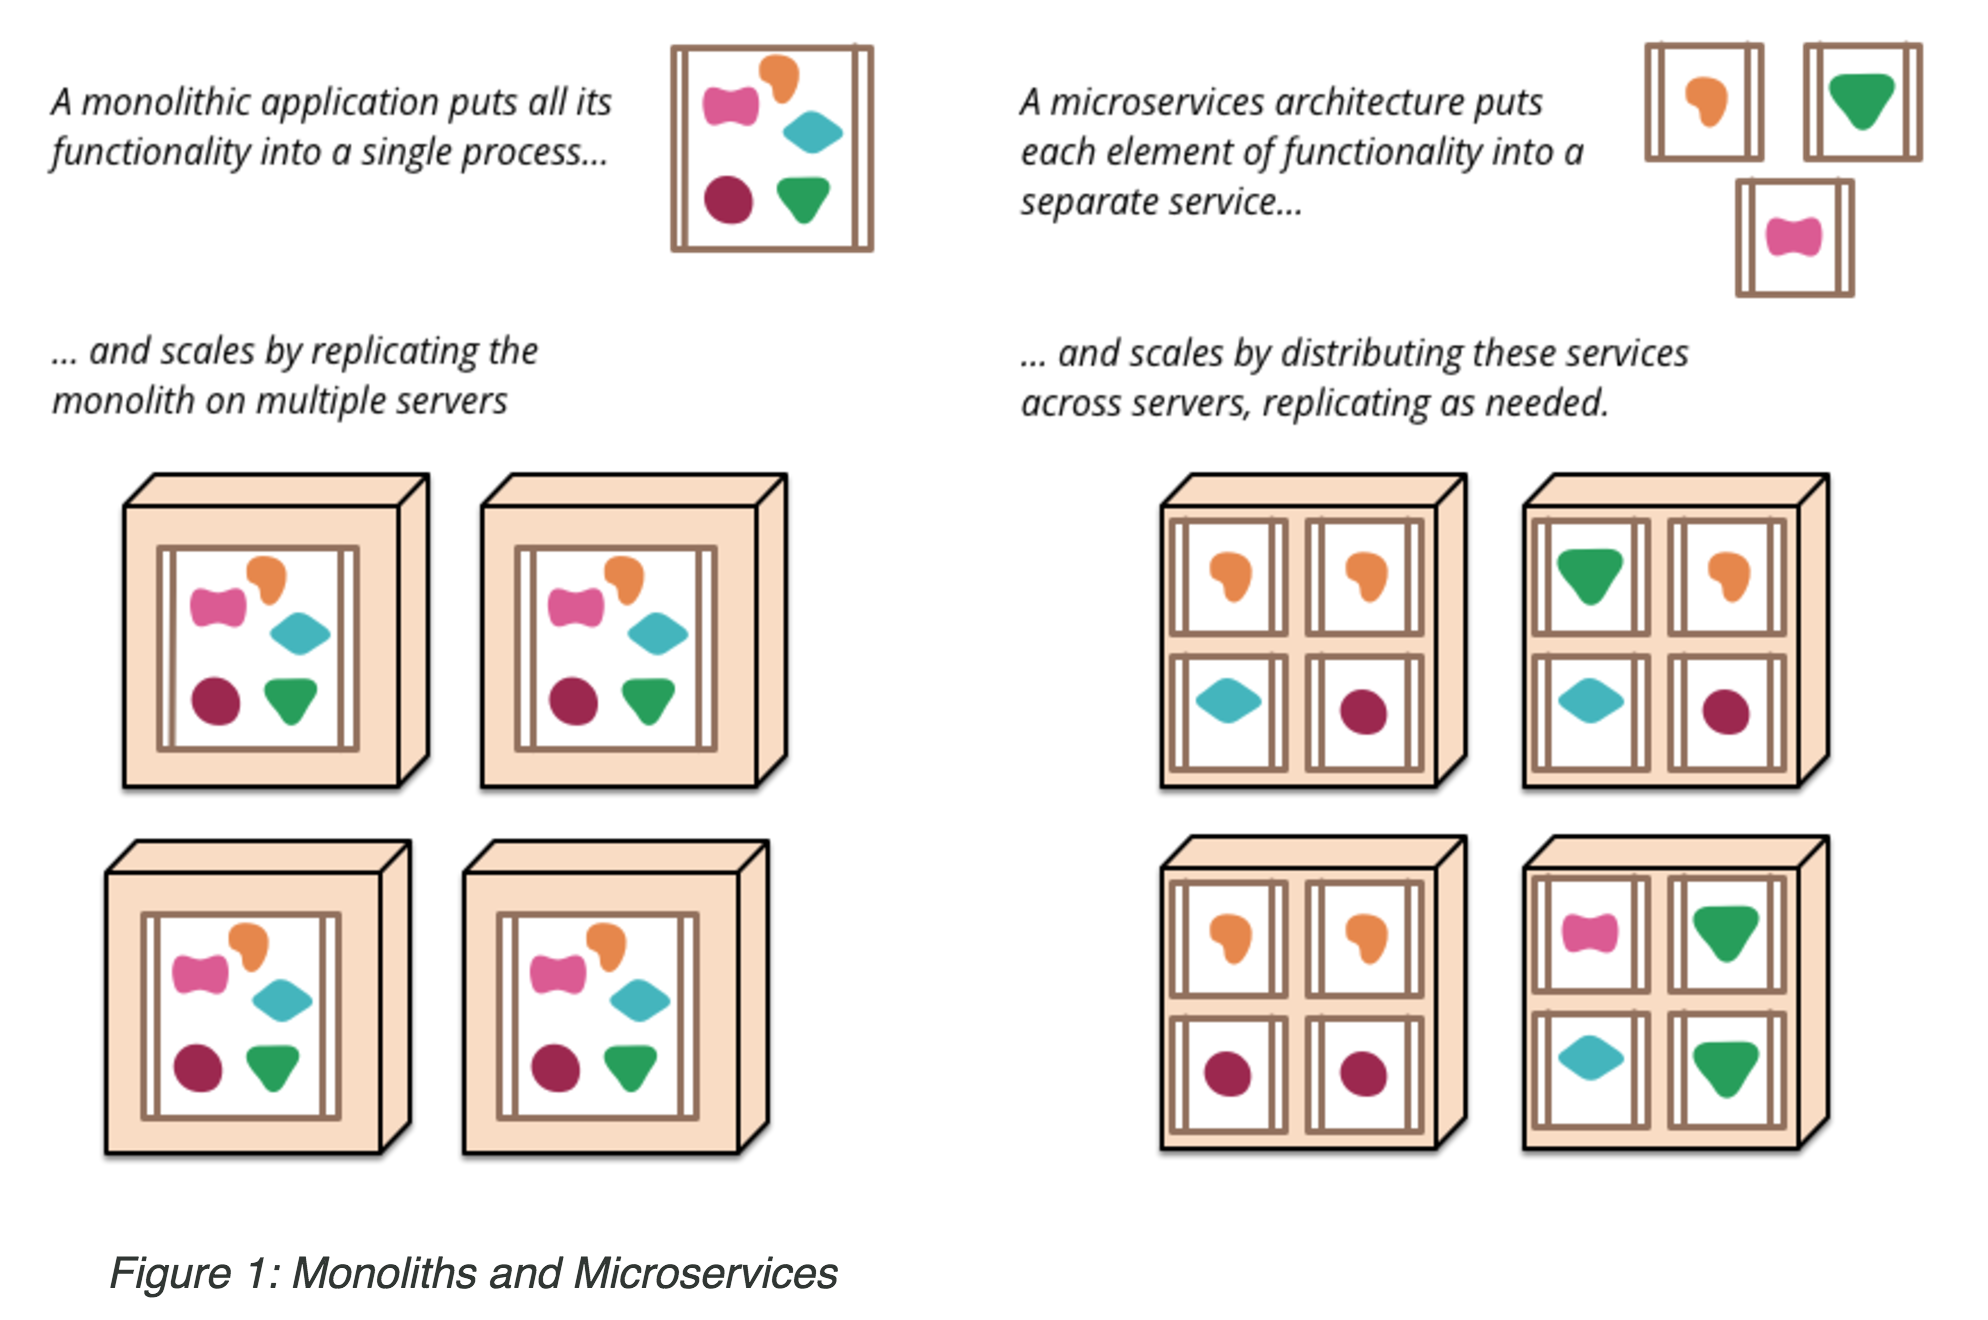 A monolithic application puts all its
functionality into a single process...
... and scales by replicating the
monolith on multiple servers
A microservices architecture puts
each element of functionality into a
separate service...
... and scales by distributing these services
across servers, replicating as needed.
Figure 1: Monoliths and Microservices